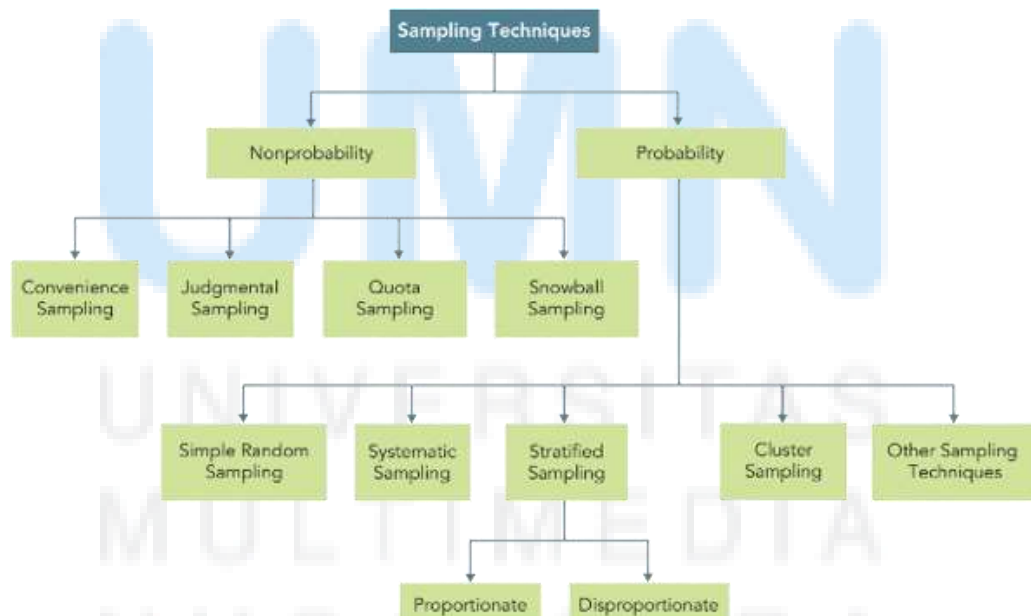 Sampling Techniques
Nonprobability
Probability
Convenience
Sampling
Judgmental
Sampling
Quota
Sampling
Snowball
Sampling
Simple Random
Sampling
Systematic
Sampling
Stratified
Sampling
Cluster
Sampling
Other Sampling
Techniques
Proportionate
Disproportionate
UMN
UNIVERSITAS
MULTIMEDIA